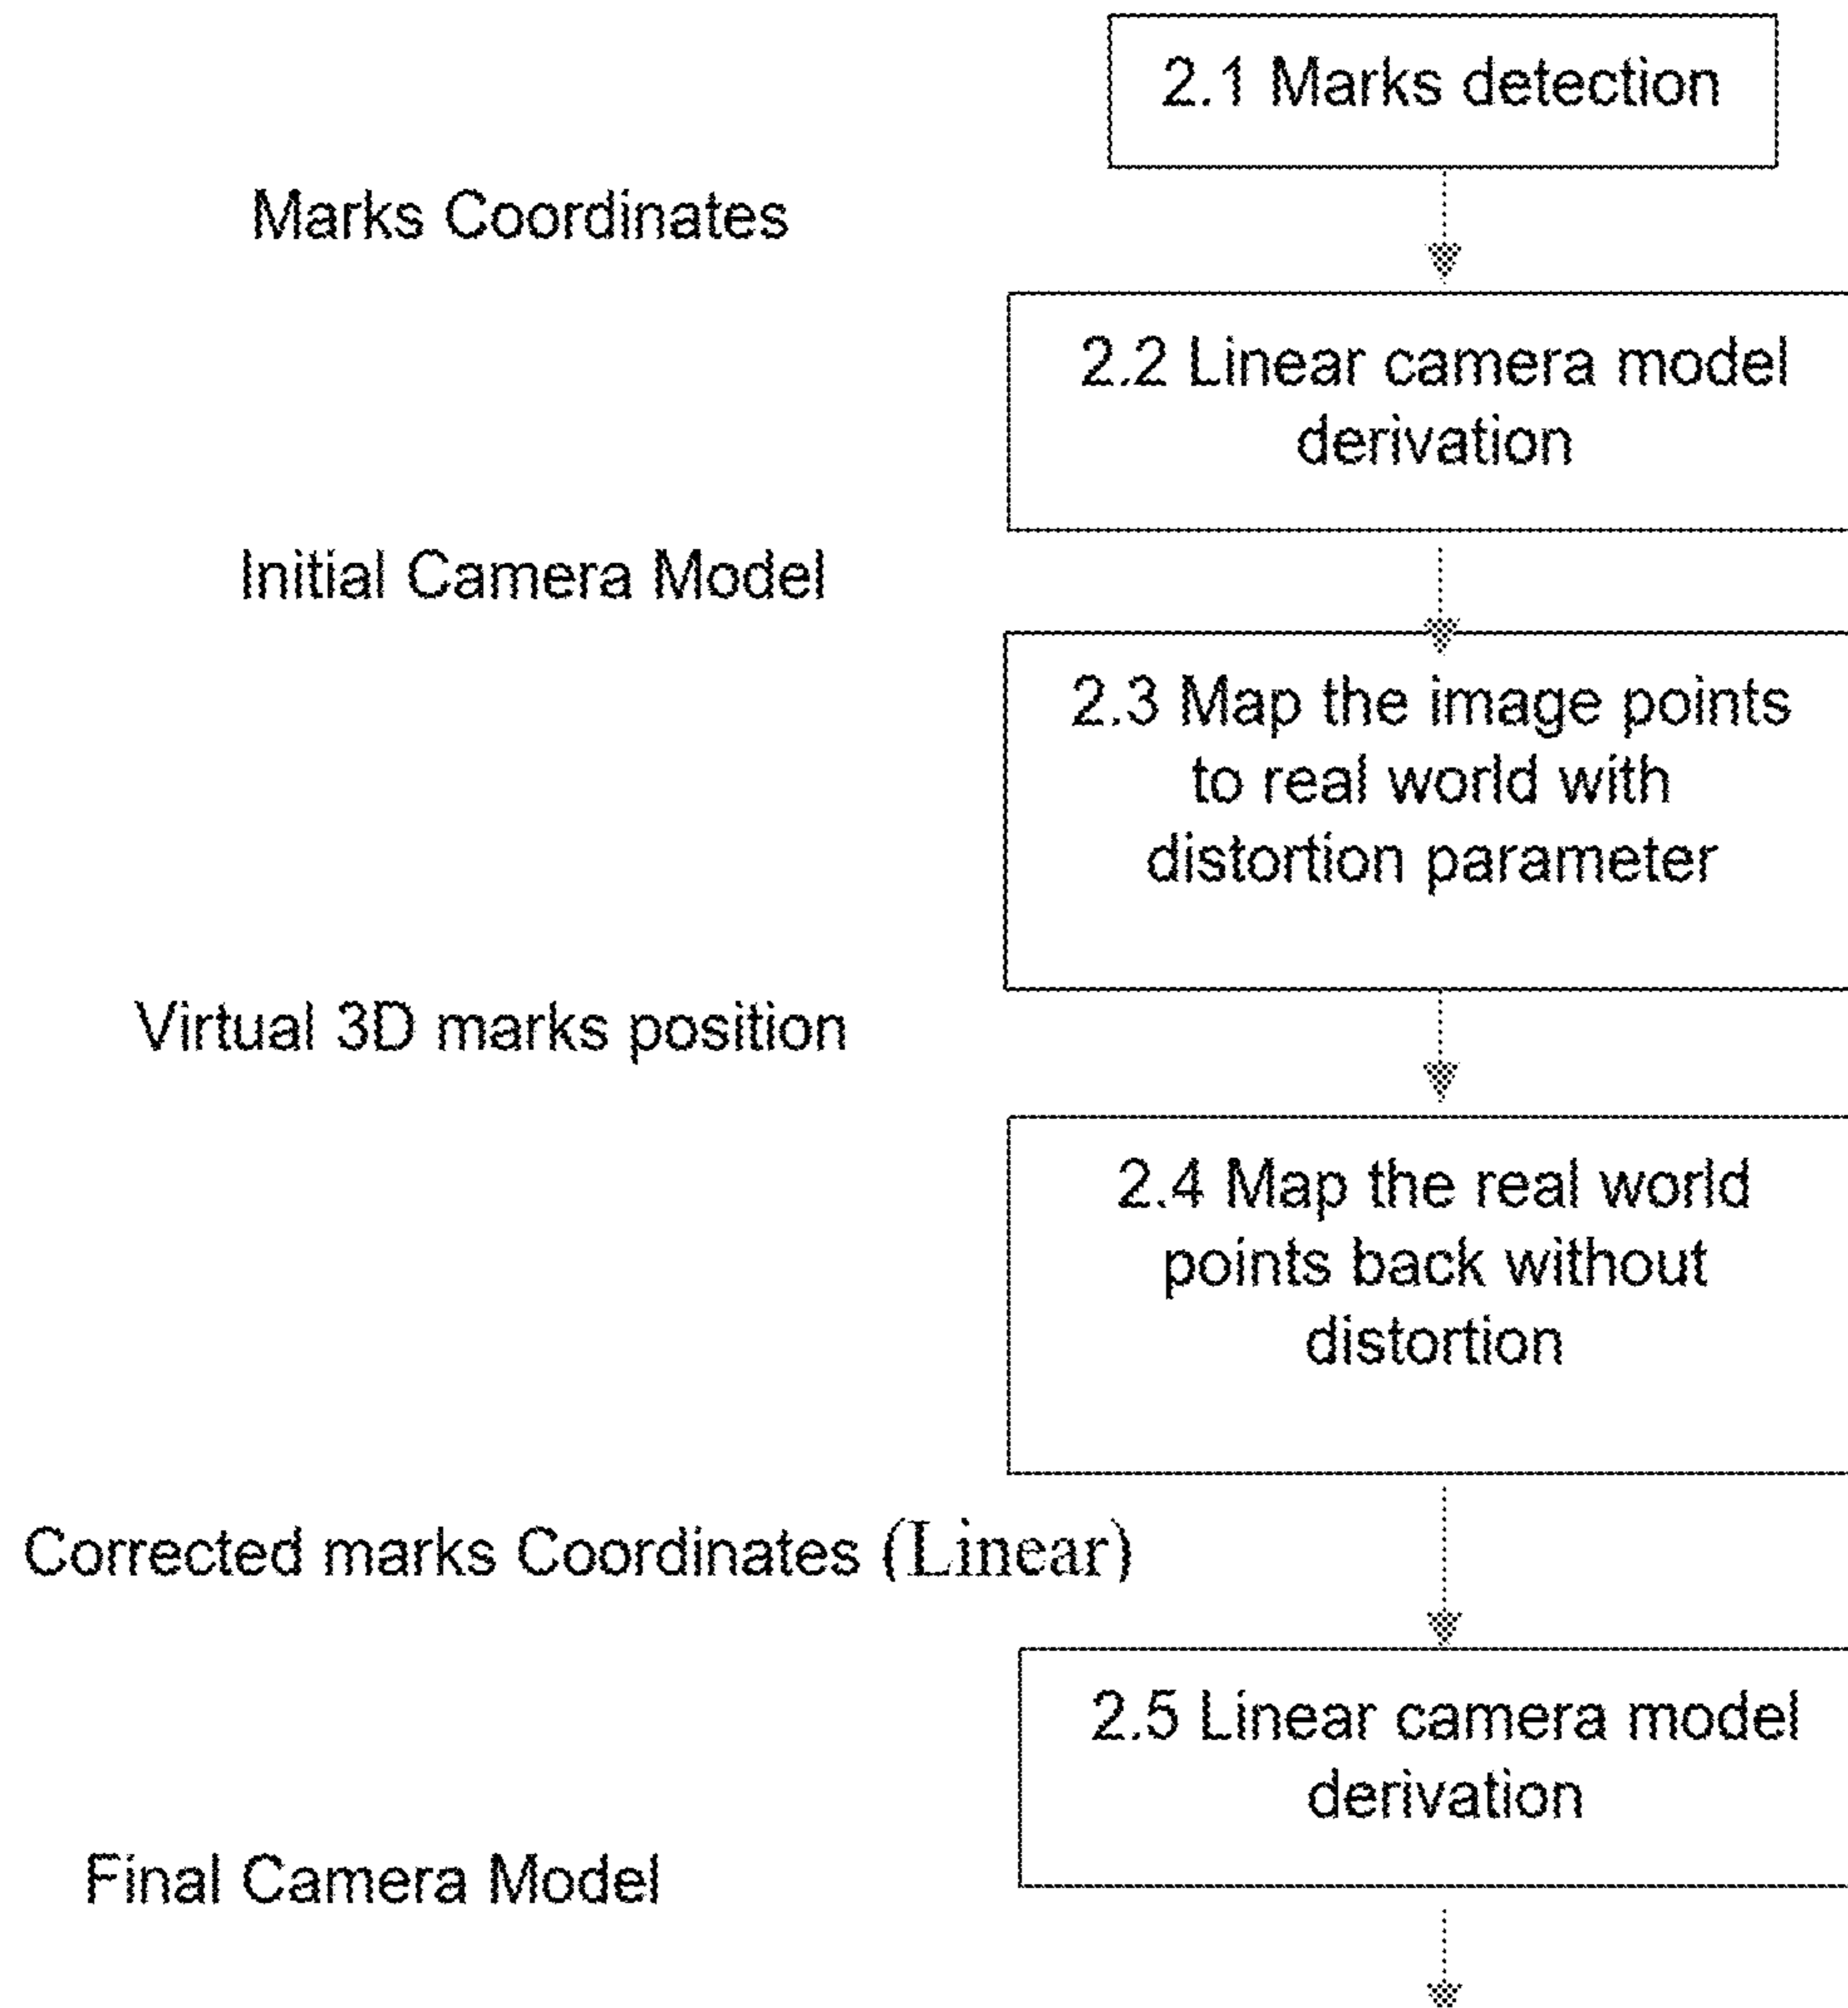 2.1 Marks detection
Marks Coordinates
2.2 Linear camera model
derivation
Initial Camera Model
2.3 Map the image points
to real world with
distortion parameter
Virtual 3D marks position
2.4 Map the real world
points back without
distortion
Corrected marks Coordinates (Linear)
2.5 Linear camera model
derivation
Final Camera Model